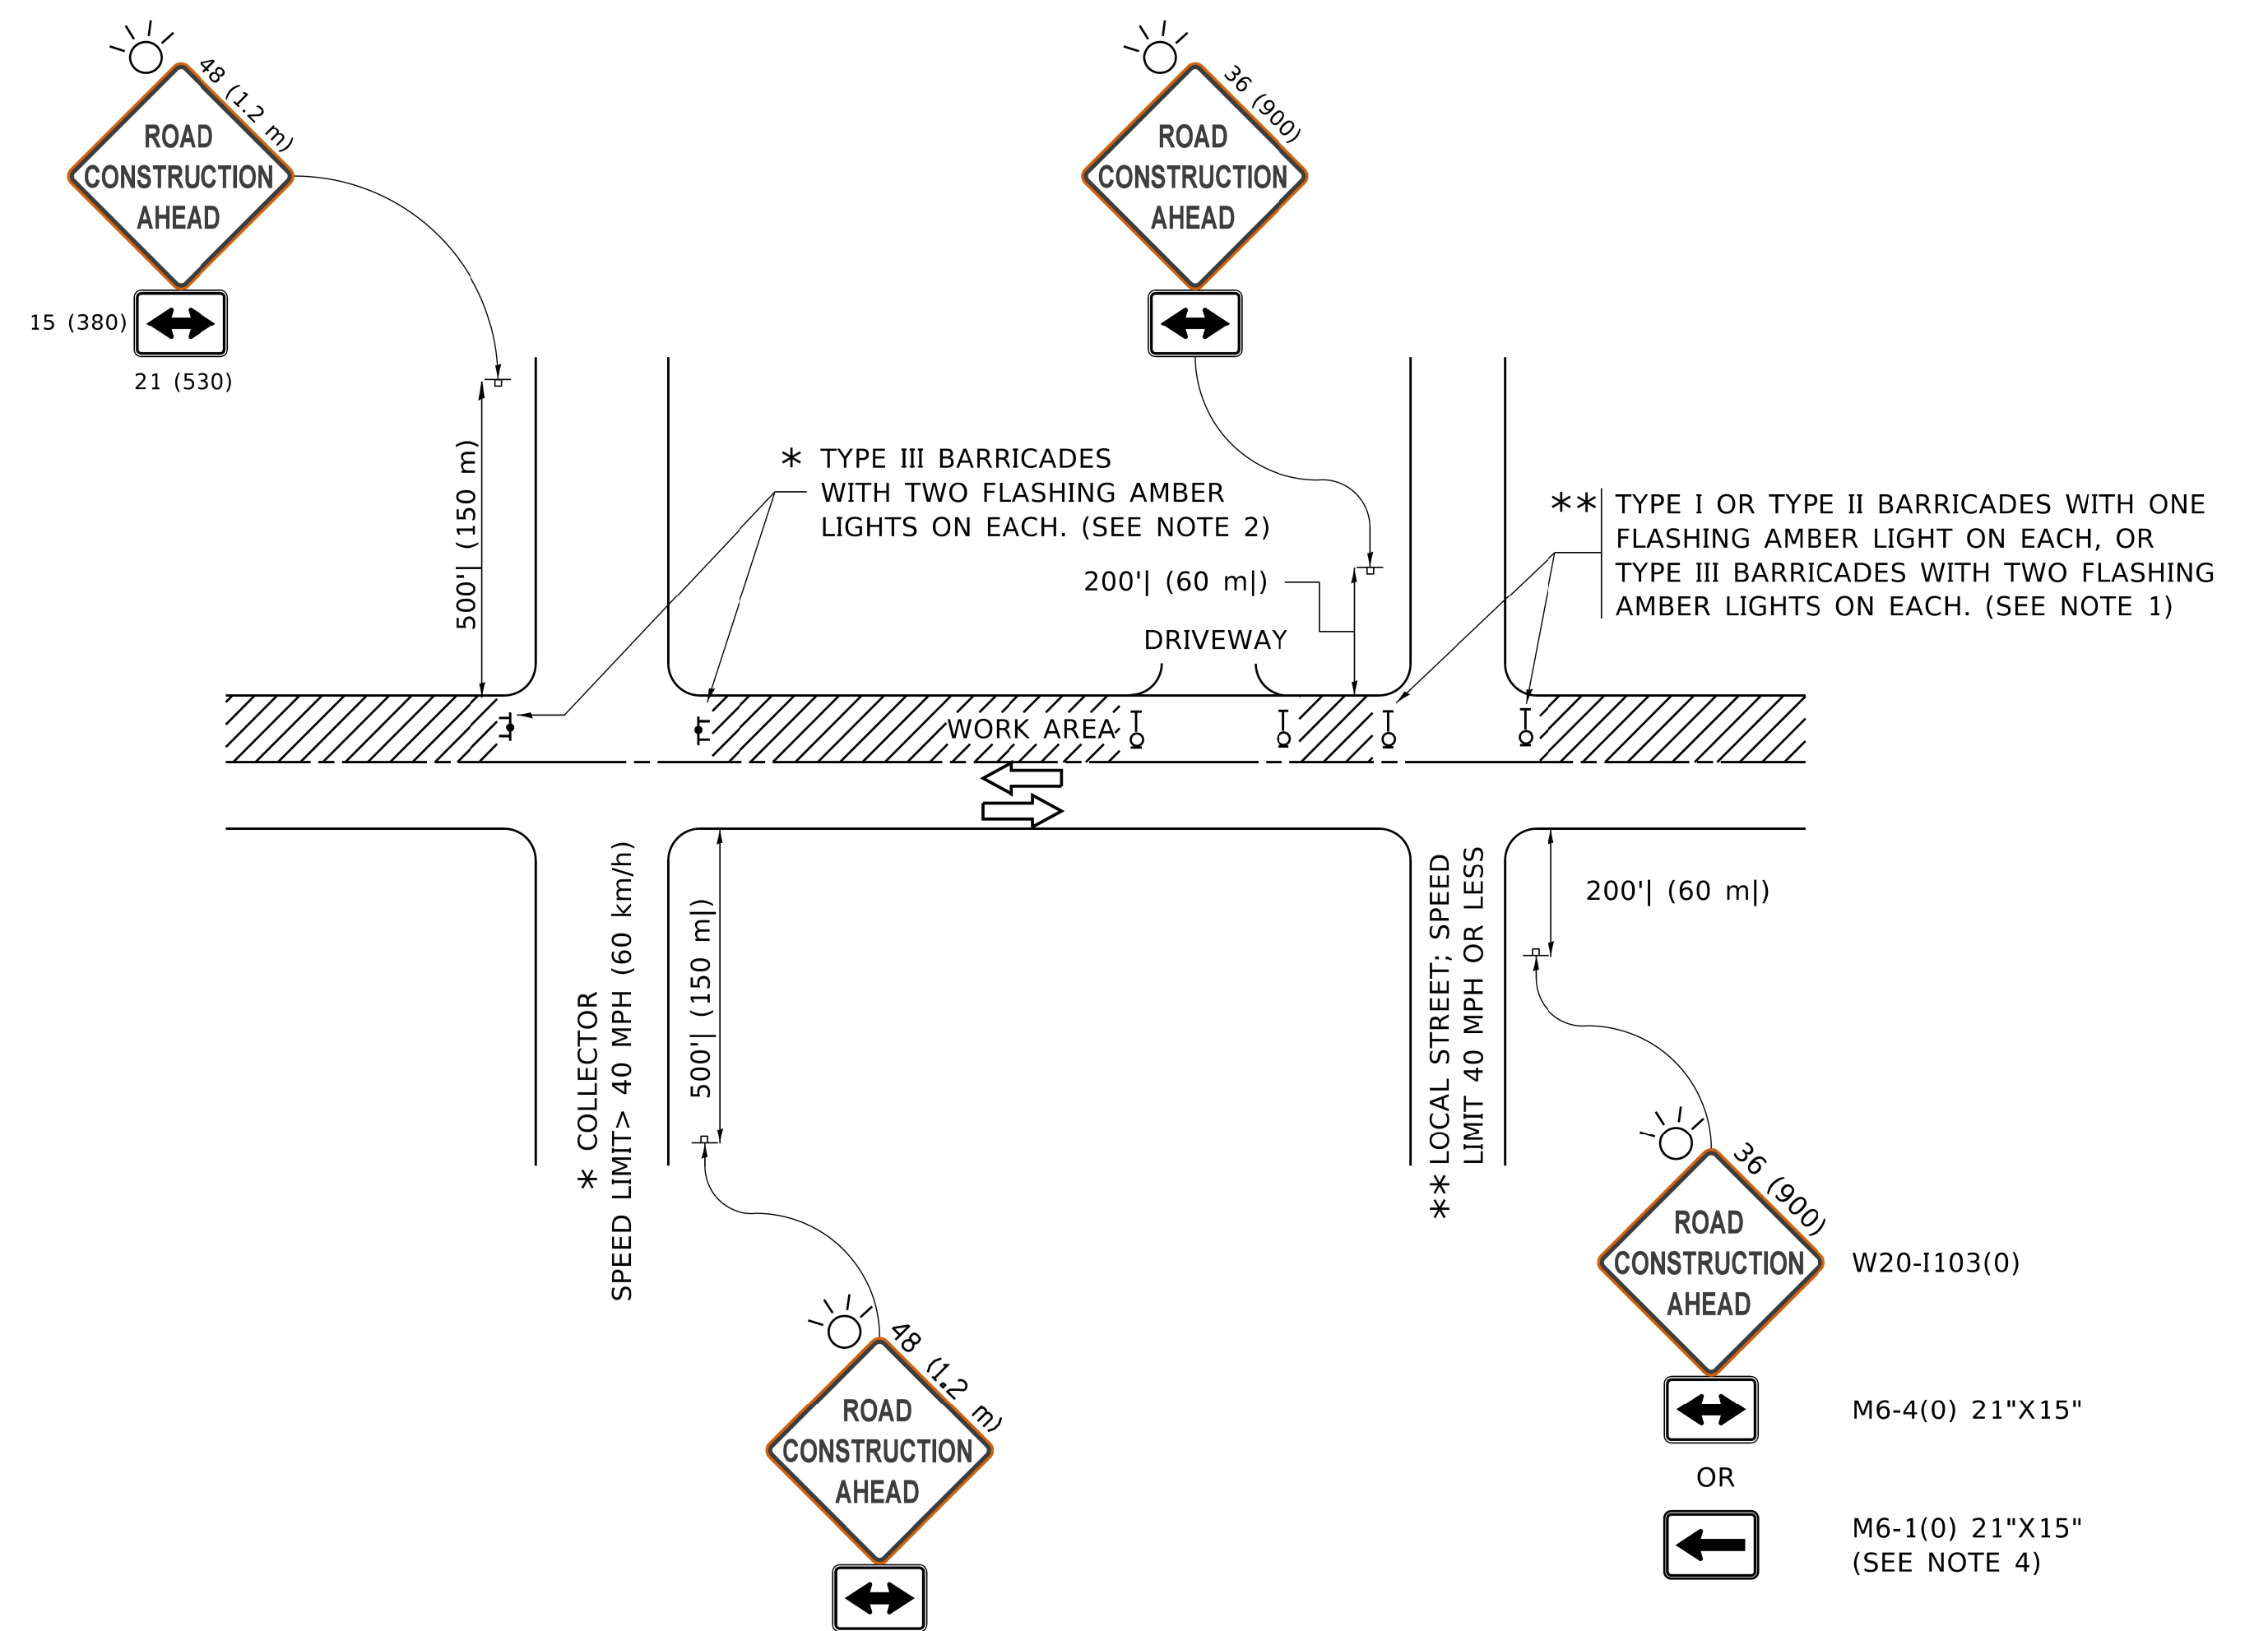 48 (1.2 m)
ROAD
CONSTRUCTION
AHEAD
15 (380)
21 (530)
36 (900)
ROAD
CONSTRUCTION
AHEAD
500'| (150 m)
* TYPE III BARRICADES
WITH TWO FLASHING AMBER
LIGHTS ON EACH. (SEE NOTE 2)
** TYPE I OR TYPE II BARRICADES WITH ONE
FLASHING AMBER LIGHT ON EACH, OR
TYPE III BARRICADES WITH TWO FLASHING
AMBER LIGHTS ON EACH. (SEE NOTE 1)
200'| (60 m|)
DRIVEWAY
WORK AREA
* COLLECTOR
SPEED LIMIT> 40 MPH (60 km/h)
500'| (150 m|)
** LOCAL STREET; SPEED
LIMIT 40 MPH OR LESS
200'| (60 m|)
48 (1.2 m)
ROAD
CONSTRUCTION
AHEAD
36 (900)
ROAD
CONSTRUCTION
AHEAD
W20-I103(0)
M6-4(0) 21"X15"
OR
M6-1(0) 21"X15"
(SEE NOTE 4)